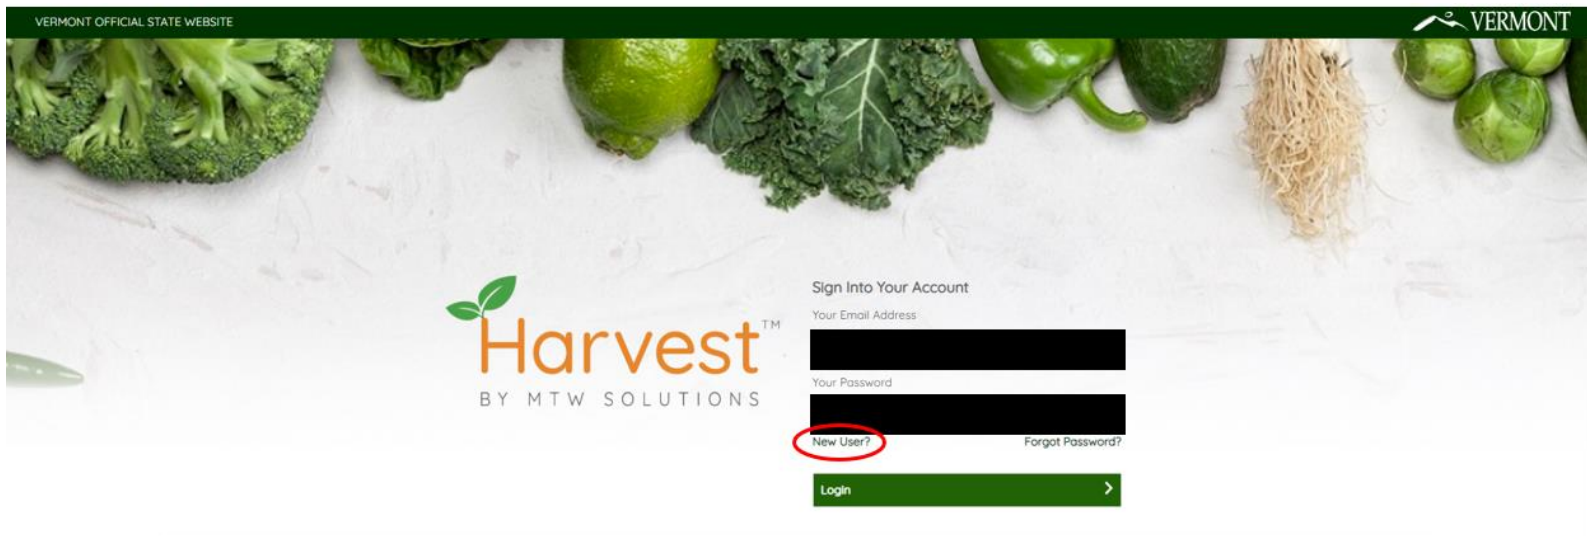 VERMONT OFFICIAL STATE WEBSITE
VERMONT
Sign Into Your Account
Your Email Address
Harvest™
BY MTW SOLUTIONS
Your Password
New User?
Forgot Password?
Login